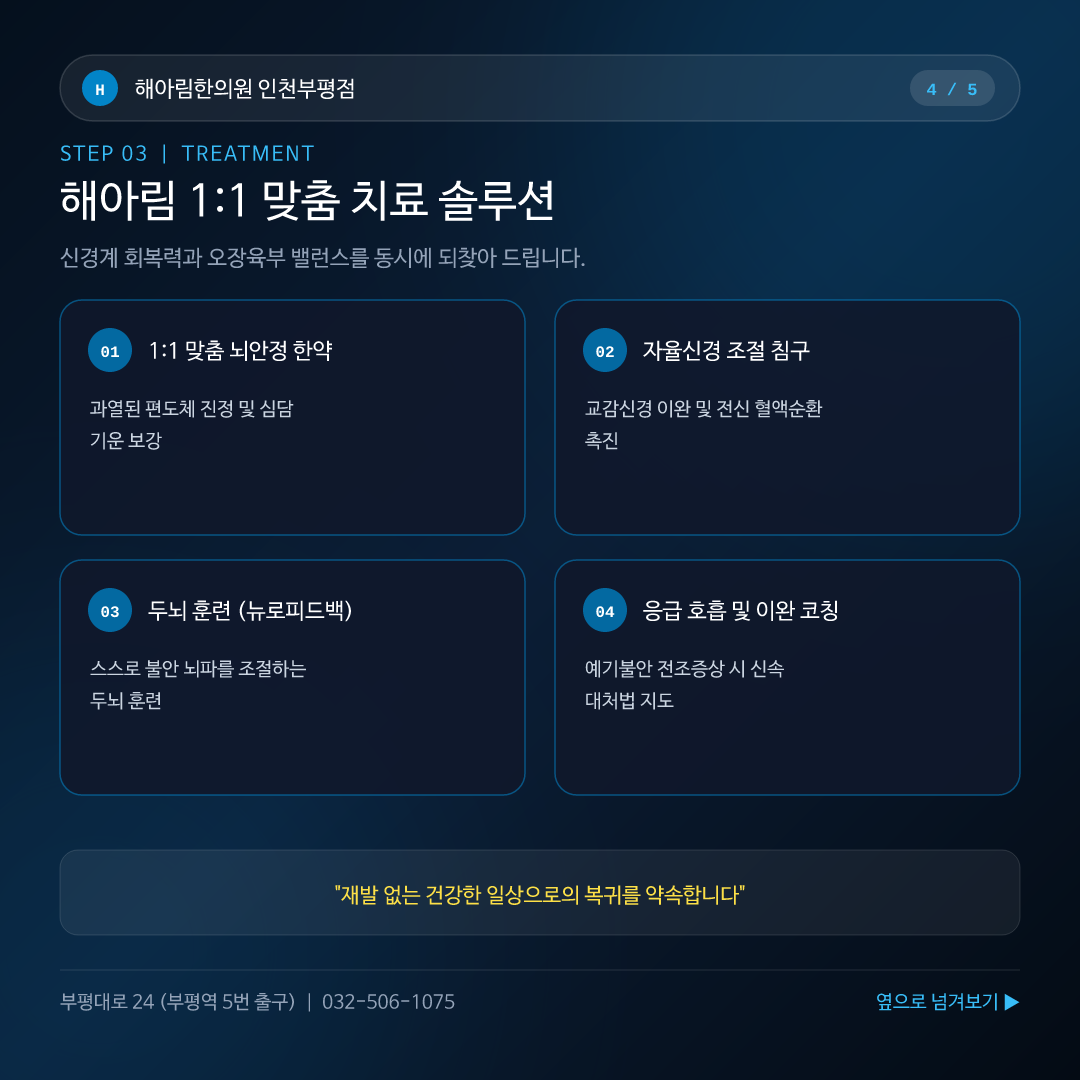 H 해아림한의원 인천부평점 4 / 5
STEP 03 | TREATMENT
해아림 1:1 맞춤 치료 솔루션
신경계 회복력과 오장육부 밸런스를 동시에 되찾아 드립니다.
01 1:1 맞춤 뇌안정 한약
과열된 편도체 진정 및 심담
기운 보강
02 자율신경 조절 침구
교감신경 이완 및 전신 혈액순환
촉진
03 두뇌 훈련 (뉴로피드백)
스스로 불안 뇌파를 조절하는
두뇌 훈련
04 응급 호흡 및 이완 코칭
예기불안 전조증상 시 신속
대처법 지도
"재발 없는 건강한 일상으로의 복귀를 약속합니다"
부평대로 24 (부평역 5번 출구) | 032-506-1075
옆으로 넘겨보기 ▶